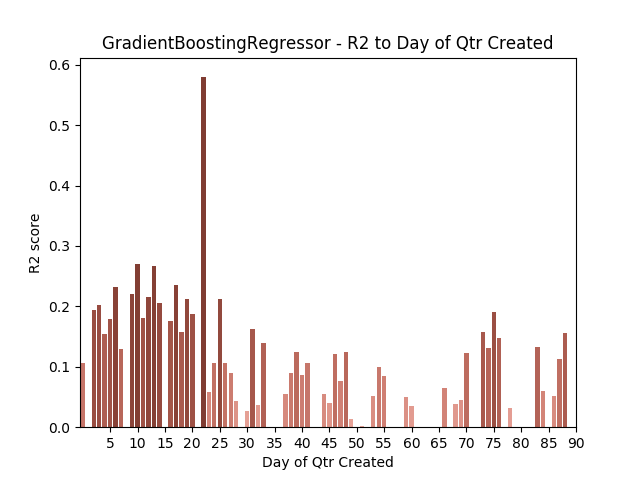 GradientBoostingRegressor - R2 to Day of Qtr Created
0.6
0.5
0.4
0.3
0.2
0.1
0.0
R2 score
5 10 15 20 25 30 35 40 45 50 55 60 65 70 75 80 85 90
Day of Qtr Created